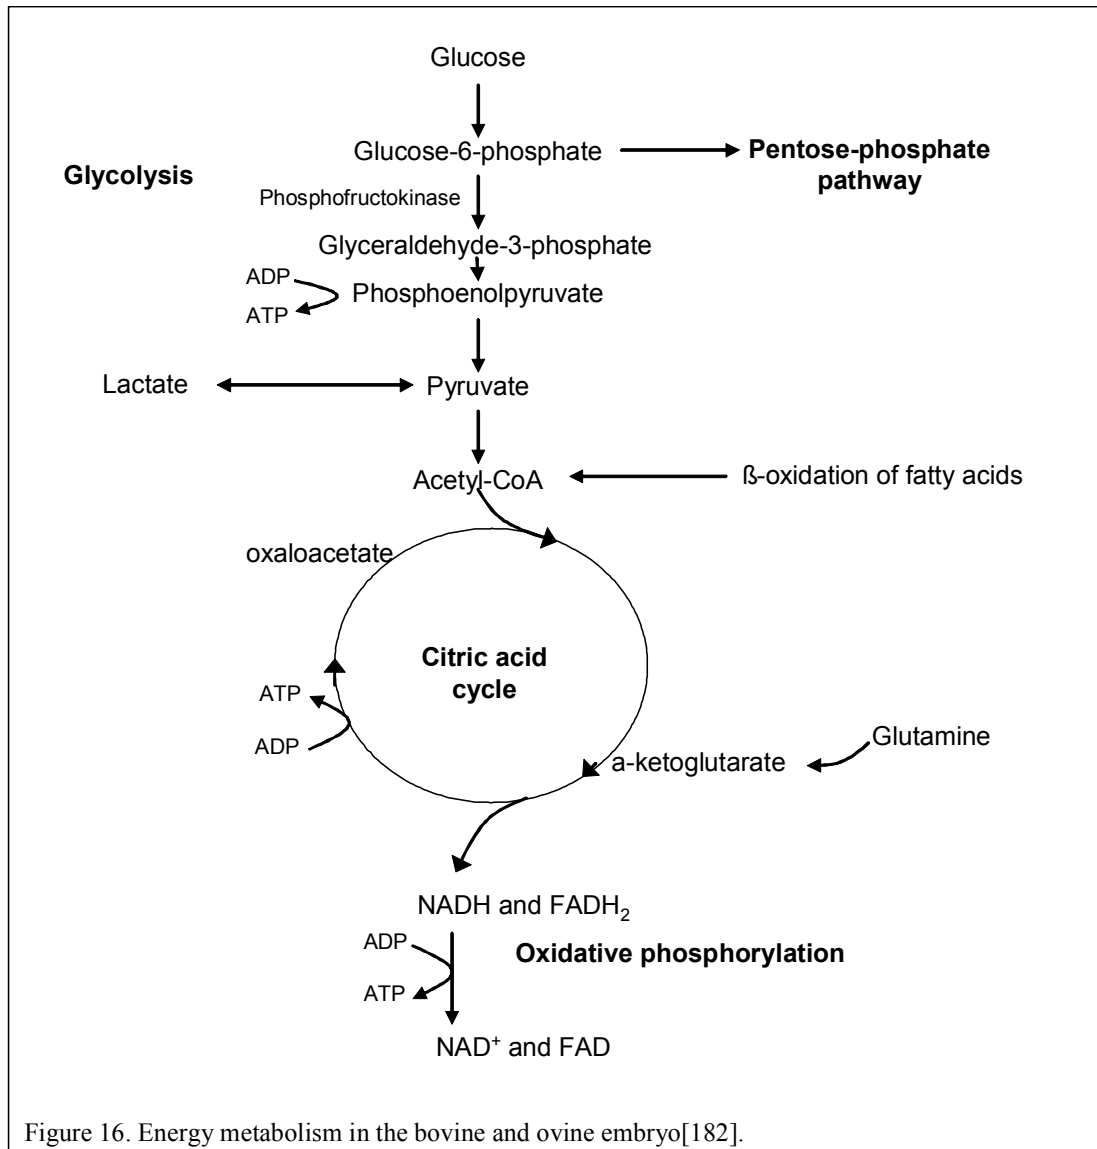 Glucose
Glucose-6-phosphate
Pentose-phosphate
pathway
Glycolysis
Phosphofructokinase
Glyceraldehyde-3-phosphate
ADP
ATP
Phosphoenolpyruvate
Lactate
Pyruvate
Acetyl-CoA
ß-oxidation of fatty acids
oxaloacetate
Citric acid
cycle
ATP
ADP
Glutamine
a-ketoglutarate
NADH and FADH₂
ADP
ATP
Oxidative phosphorylation
NAD⁺ and FAD
Figure 16. Energy metabolism in the bovine and ovine embryo[182].